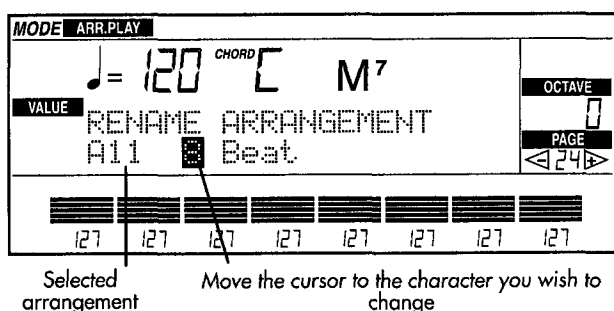 MODE ARR.PLAY
♩= 120 CHORD C M7
OCTAVE
0
VALUE
RENAME ARRANGEMENT
A11 8 Beat
PAGE
24
127 127 127 127 127 127 127 127
Selected arrangement
Move the cursor to the character you wish to change